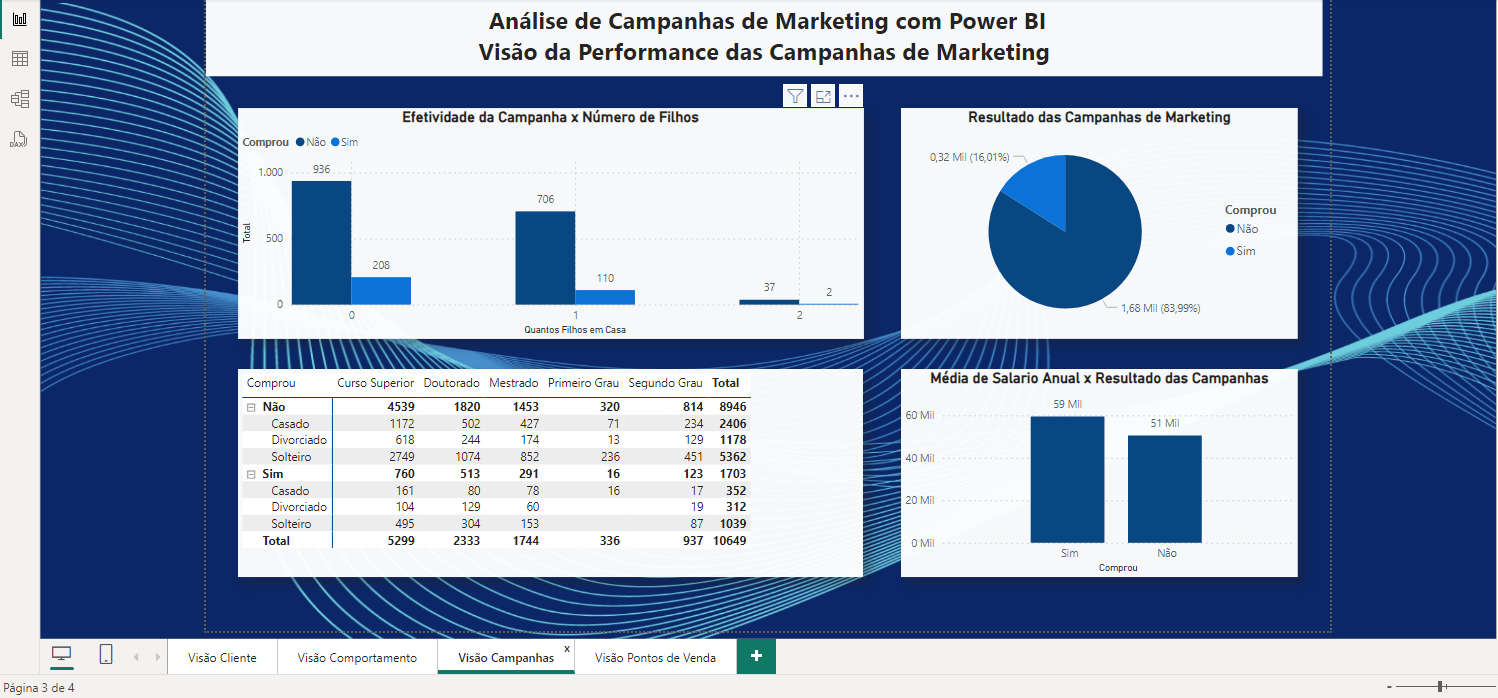 Análise de Campanhas de Marketing com Power BI
Visão da Performance das Campanhas de Marketing
DAX
Efetividade da Campanha x Número de Filhos
Comprou Não Sim
1.000
500
0
Total
936
208
706
110
37
2
0 1 2
Quantos Filhos em Casa
Resultado das Campanhas de Marketing
0,32 Mil (16,01%)
1,68 Mil (83,99%)
Comprou
Não
Sim
Comprou Curso Superior Doutorado Mestrado Primeiro Grau Segundo Grau Total
Não 4539 1820 1453 320 814 8946
Casado 1172 502 427 71 234 2406
Divorciado 618 244 174 13 129 1178
Solteiro 2749 1074 852 236 451 5362
Sim 760 513 291 16 123 1703
Casado 161 80 78 16 17 352
Divorciado 104 129 60 19 312
Solteiro 495 304 153 87 1039
Total 5299 2333 1744 336 937 10649
Média de Salario Anual x Resultado das Campanhas
60 Mil
40 Mil
20 Mil
0 Mil
59 Mil
51 Mil
Sim Não
Comprou
Visão Cliente Visão Comportamento Visão Campanhas x Visão Pontos de Venda +
Página 3 de 4 - +